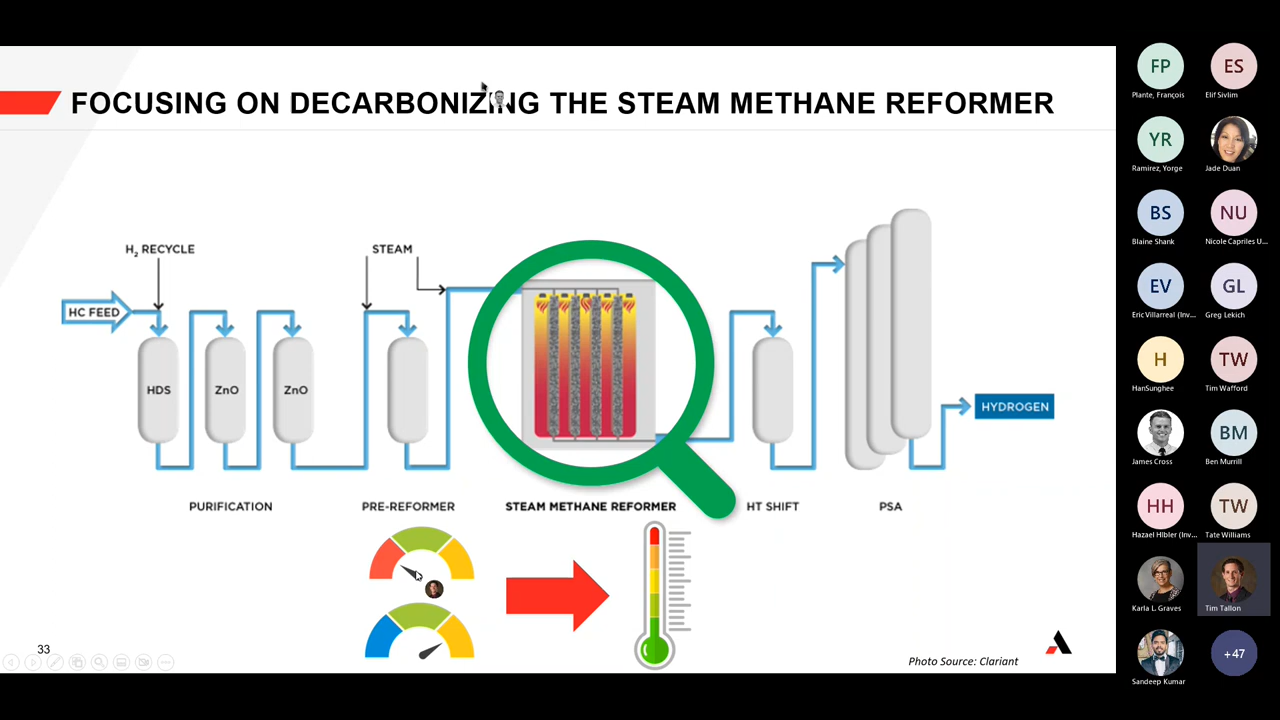 FOCUSING ON DECARBONIZING THE STEAM METHANE REFORMER
H2 RECYCLE
STEAM
HC FEED
HDS
ZnO
ZnO
HYDROGEN
PURIFICATION
PRE-REFORMER
STEAM METHANE REFORMER
HT SHIFT
PSA
33
Photo Source: Clariant
FP
Plante, François
ES
Elif Sivlim
YR
Ramirez, Yorge
Jade Duan
BS
Blaine Shank
NU
Nicole Capriles U...
EV
Eric Villarreal (Inv...
GL
Greg Lekich
H
HanSunghee
TW
Tim Wafford
James Cross
BM
Ben Murrill
HH
Hazael Hibler (Inv...
TW
Tate Williams
Karla L. Graves
Tim Tallon
Sandeep Kumar
+47